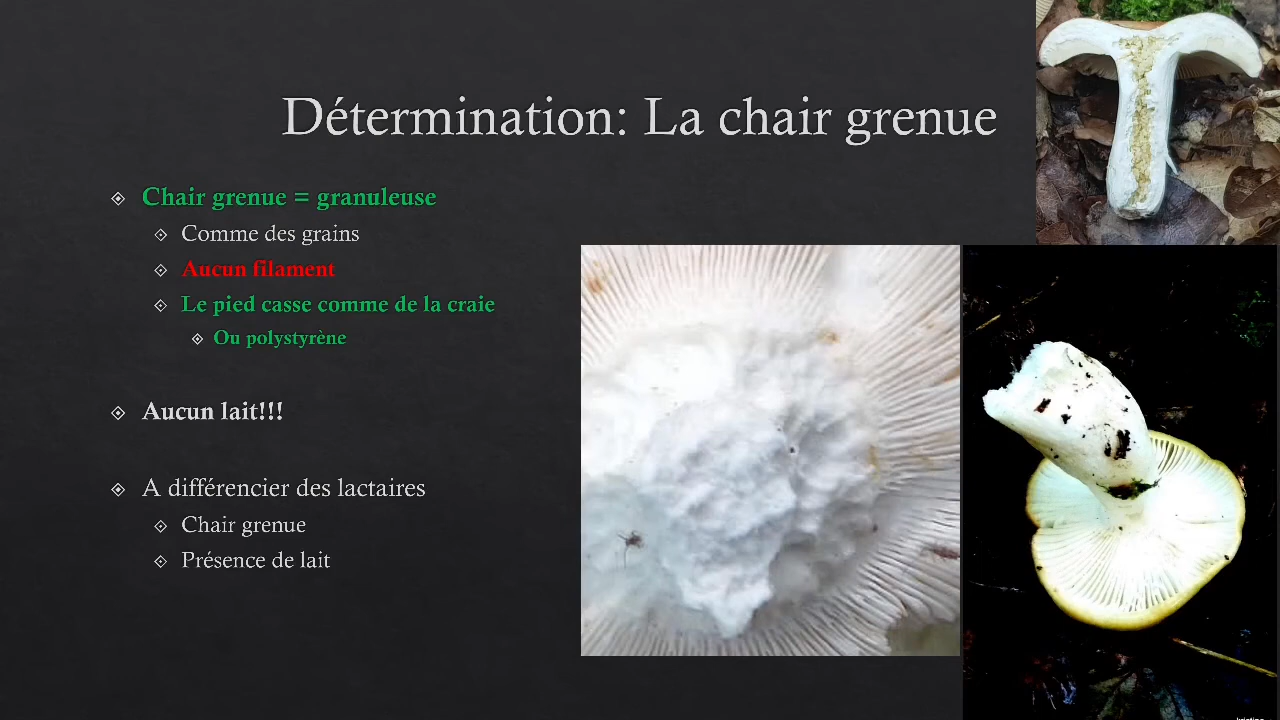 Détermination: La chair grenue
Chair grenue = granuleuse
Comme des grains
Aucun filament
Le pied casse comme de la craie
Ou polystyrène
Aucun lait!!!
A différencier des lactaires
Chair grenue
Présence de lait